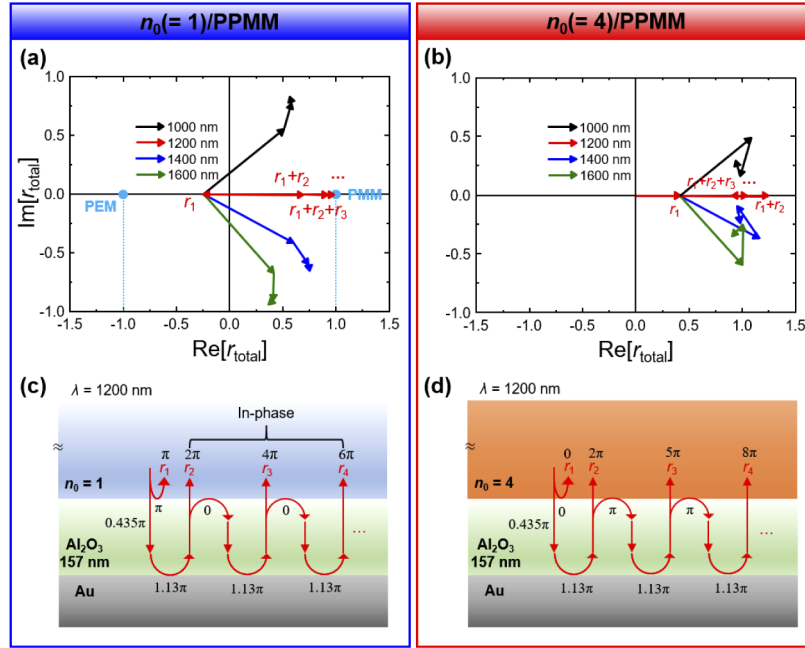 n₀(= 1)/PPMM
n₀(= 4)/PPMM
(a)
1.0
0.5
0.0
-0.5
-1.0
Im[r_total]
1000 nm
1200 nm
1400 nm
1600 nm
r₁+r₂
...
r₁
r₁+r₂+r₃
PEM
PMM
-1.5 -1.0 -0.5 0.0 0.5 1.0 1.5
Re[r_total]
(b)
1.0
0.5
0.0
-0.5
-1.0
1000 nm
1200 nm
1400 nm
1600 nm
r₁+r₂+r₃
...
r₁
r₁+r₂
-1.5 -1.0 -0.5 0.0 0.5 1.0 1.5
Re[r_total]
(c)
λ = 1200 nm
In-phase
≈
π 2π 4π 6π
r₁ r₂ r₃ r₄
n₀ = 1
π 0 0
0.435π
...
Al₂O₃
157 nm
Au
1.13π 1.13π 1.13π
(d)
λ = 1200 nm
≈
0 2π 5π 8π
r₁ r₂ r₃ r₄
n₀ = 4
0 π π
0.435π
...
Al₂O₃
157 nm
Au
1.13π 1.13π 1.13π